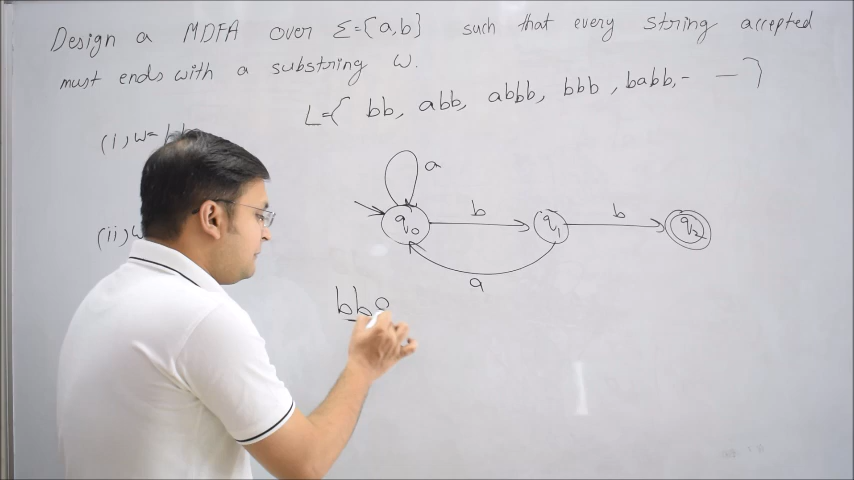 Design a MDFA over Σ={a,b} such that every string accepted
must ends with a substring w.
L={ bb, abb, abbb, bbb, babb, - — }
(i) w=
a
q0 b q1 b q2
a
(ii) w
bba